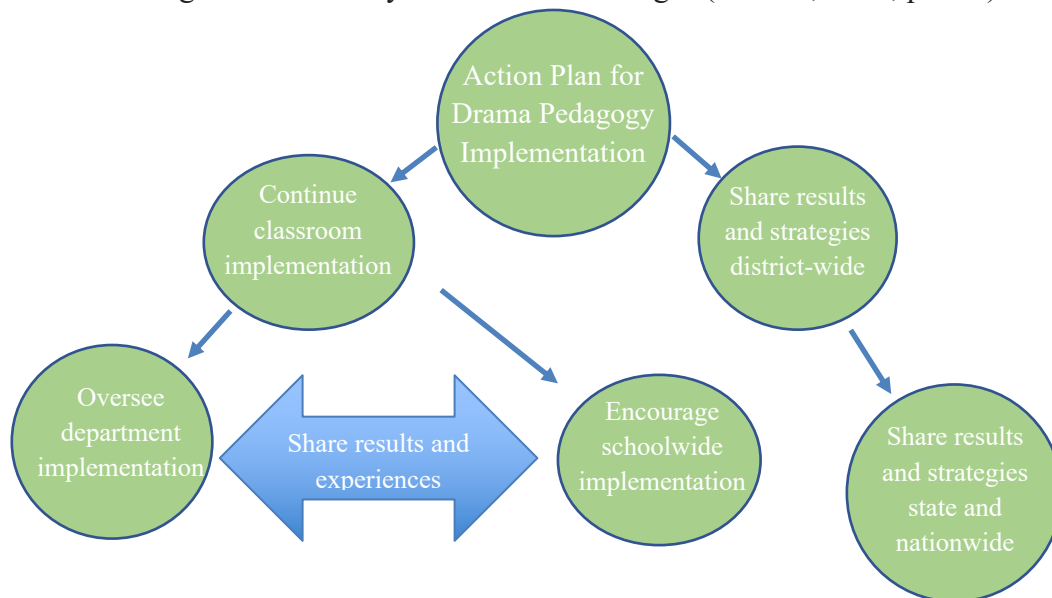 Action Plan for
Drama Pedagogy
Implementation
Continue
classroom
implementation
Share results
and strategies
district-wide
Oversee
department
implementation
Share results and
experiences
Encourage
schoolwide
implementation
Share results
and strategies
state and
nationwide